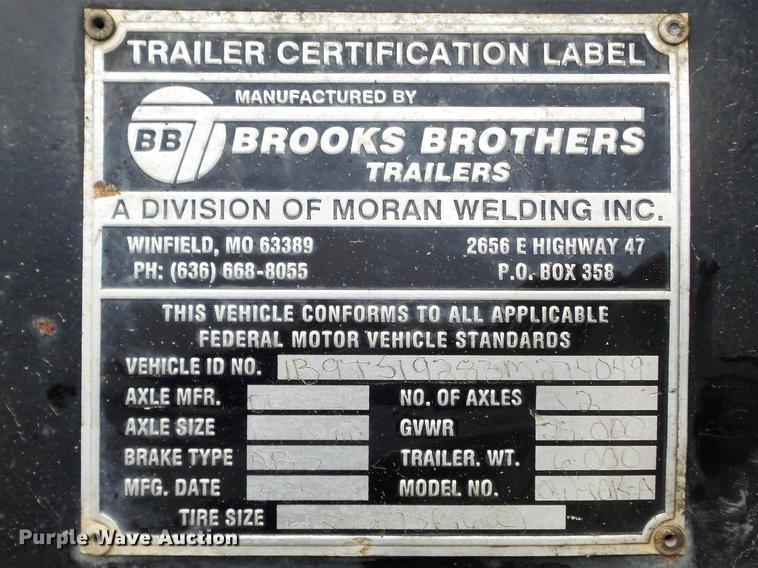 TRAILER CERTIFICATION LABEL
MANUFACTURED BY
BBT BROOKS BROTHERS
TRAILERS
A DIVISION OF MORAN WELDING INC.
WINFIELD, MO 63389 2656 E HIGHWAY 47
PH: (636) 668-8055 P.O. BOX 358
THIS VEHICLE CONFORMS TO ALL APPLICABLE
FEDERAL MOTOR VEHICLE STANDARDS
VEHICLE ID NO.
AXLE MFR. NO. OF AXLES 2
AXLE SIZE GVWR 25,000
BRAKE TYPE TRAILER. WT. 6,000
MFG. DATE MODEL NO.
TIRE SIZE
Purple Wave Auction